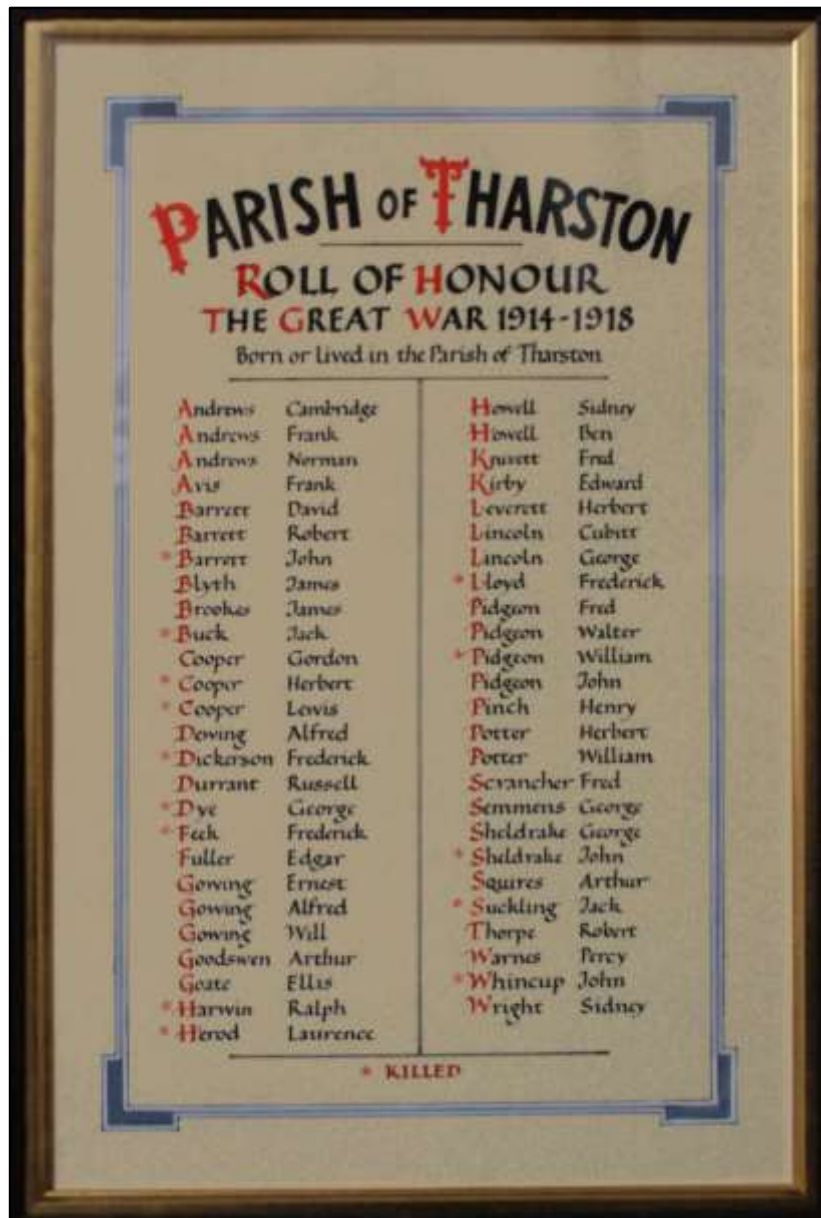 PARISH OF THARSTON
ROLL OF HONOUR
THE GREAT WAR 1914-1918
Born or Lived in the Parish of Tharston
Andrews Cambridge
Andrews Frank
Andrews Norman
Avis Frank
Barrett David
Barrett Robert
* Barrett John
Blyth James
Brookes James
* Buck Jack
Cooper Gordon
* Cooper Herbert
* Cooper Lewis
Dewing Alfred
* Dickerson Frederick
Durrant Russell
* Dye George
* Feek Frederick
Fuller Edgar
Gowing Ernest
Gowing Alfred
Gowing Will
Goodswen Arthur
Goate Ellis
* Harwin Ralph
* Herod Laurence
Howell Sidney
Howell Ben
Knivett Fred
Kirby Edward
Leverett Herbert
Lincoln Cubitt
Lincoln George
* Lloyd Frederick
Pidgeon Fred
Pidgeon Walter
* Pidgeon William
Pidgeon John
Pinch Henry
Potter Herbert
Potter William
Scrancher Fred
Semmens George
Sheldrake George
* Sheldrake John
Squires Arthur
* Suckling Jack
Thorpe Robert
Warnes Percy
* Whincup John
Wright Sidney
* KILLED